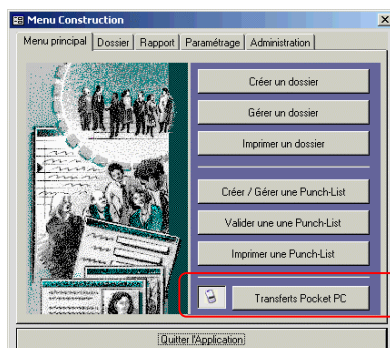 Menu Construction
Menu principal Dossier Rapport Paramétrage Administration
Créer un dossier
Gérer un dossier
Imprimer un dossier
Créer / Gérer une Punch-List
Valider une une Punch-List
Imprimer une Punch-List
Transferts Pocket PC
Quitter l'Application